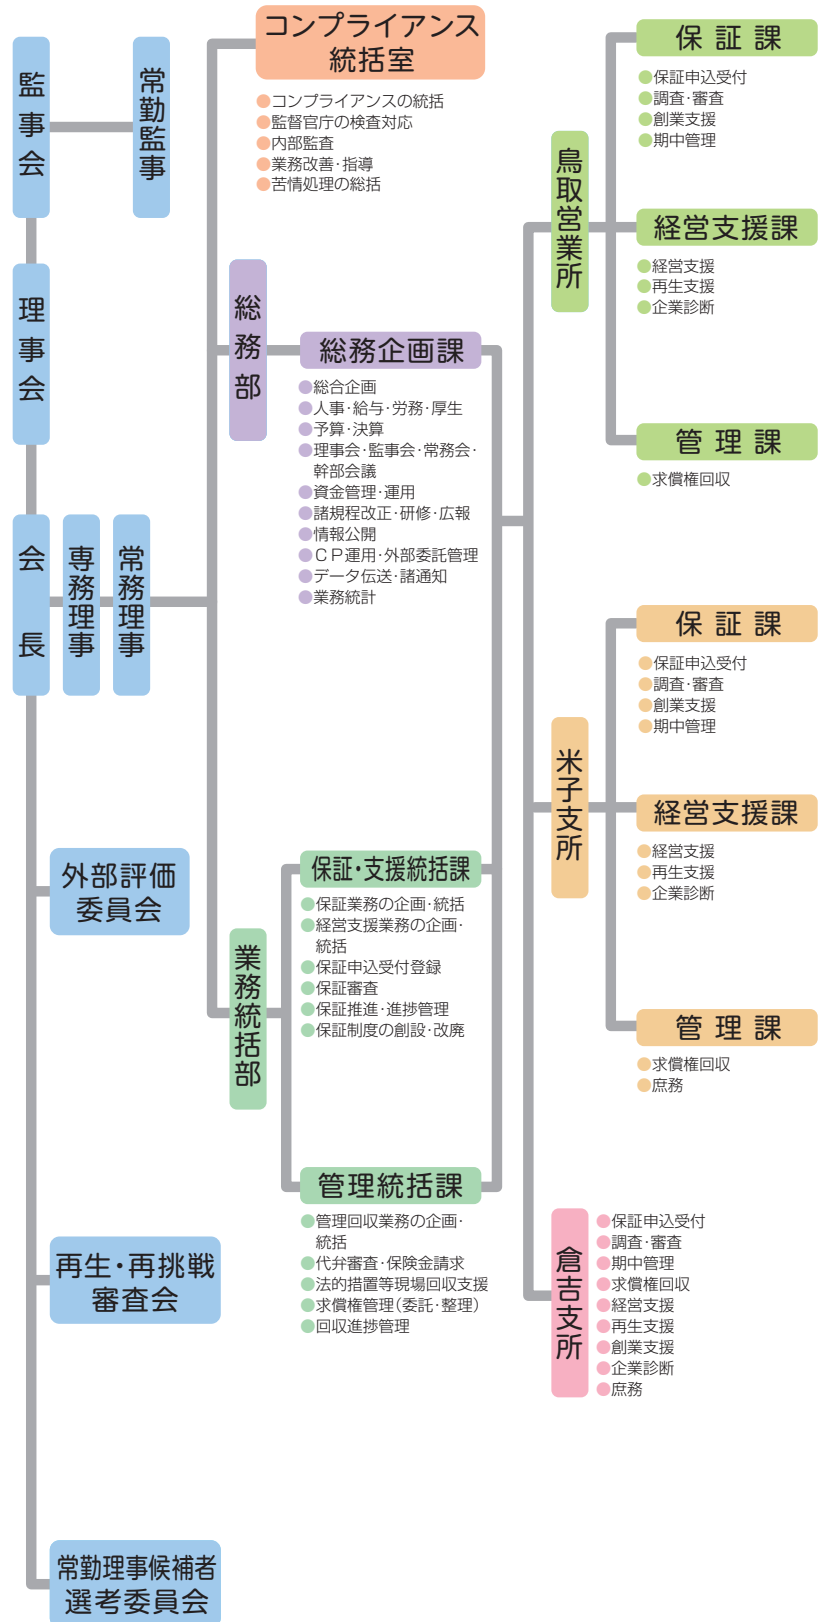 監事会
常勤監事
理事会
会長
専務理事
常務理事
外部評価
委員会
再生・再挑戦
審査会
常勤理事候補者
選考委員会
コンプライアンス
統括室
●コンプライアンスの統括
●監督官庁の検査対応
●内部監査
●業務改善・指導
●苦情処理の総括
総務部
総務企画課
●総合企画
●人事・給与・労務・厚生
●予算・決算
●理事会・監事会・常務会・
幹部会議
●資金管理・運用
●諸規程改正・研修・広報
●情報公開
●CP運用・外部委託管理
●データ伝送・諸通知
●業務統計
業務統括部
保証・支援統括課
●保証業務の企画・統括
●経営支援業務の企画・
統括
●保証申込受付登録
●保証審査
●保証推進・進捗管理
●保証制度の創設・改廃
管理統括課
●管理回収業務の企画・
統括
●代弁審査・保険金請求
●法的措置等現場回収支援
●求償権管理(委託・整理)
●回収進捗管理
鳥取営業所
保証課
●保証申込受付
●調査・審査
●創業支援
●期中管理
経営支援課
●経営支援
●再生支援
●企業診断
管理課
●求償権回収
米子支所
保証課
●保証申込受付
●調査・審査
●創業支援
●期中管理
経営支援課
●経営支援
●再生支援
●企業診断
管理課
●求償権回収
●庶務
倉吉支所
●保証申込受付
●調査・審査
●期中管理
●求償権回収
●経営支援
●再生支援
●創業支援
●企業診断
●庶務